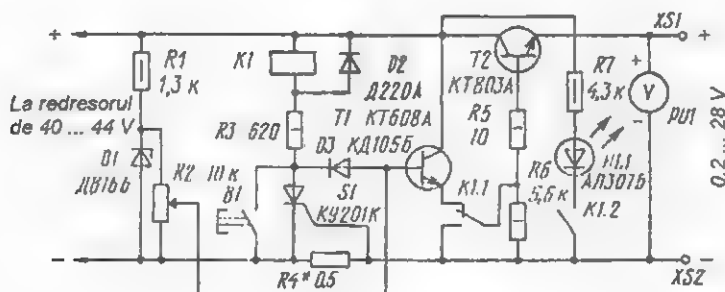 +
R1
1,3 к
La redresorul
de 40 ... 44 V
D1
Д816Б
R2
10 к
K1
D2
Д220А
T1 КТ608А
R3 620
D3 КД105Б
B1
S1
КУ201К
R4* 0.5
T2
КТ803А
R5
10
K1.1
R6
5,6 к
R7
4,3 к
H1.1
АЛ307Б
K1.2
XS1
+
+
V
PU1
-
0,2 ... 28 V
-
-
XS2